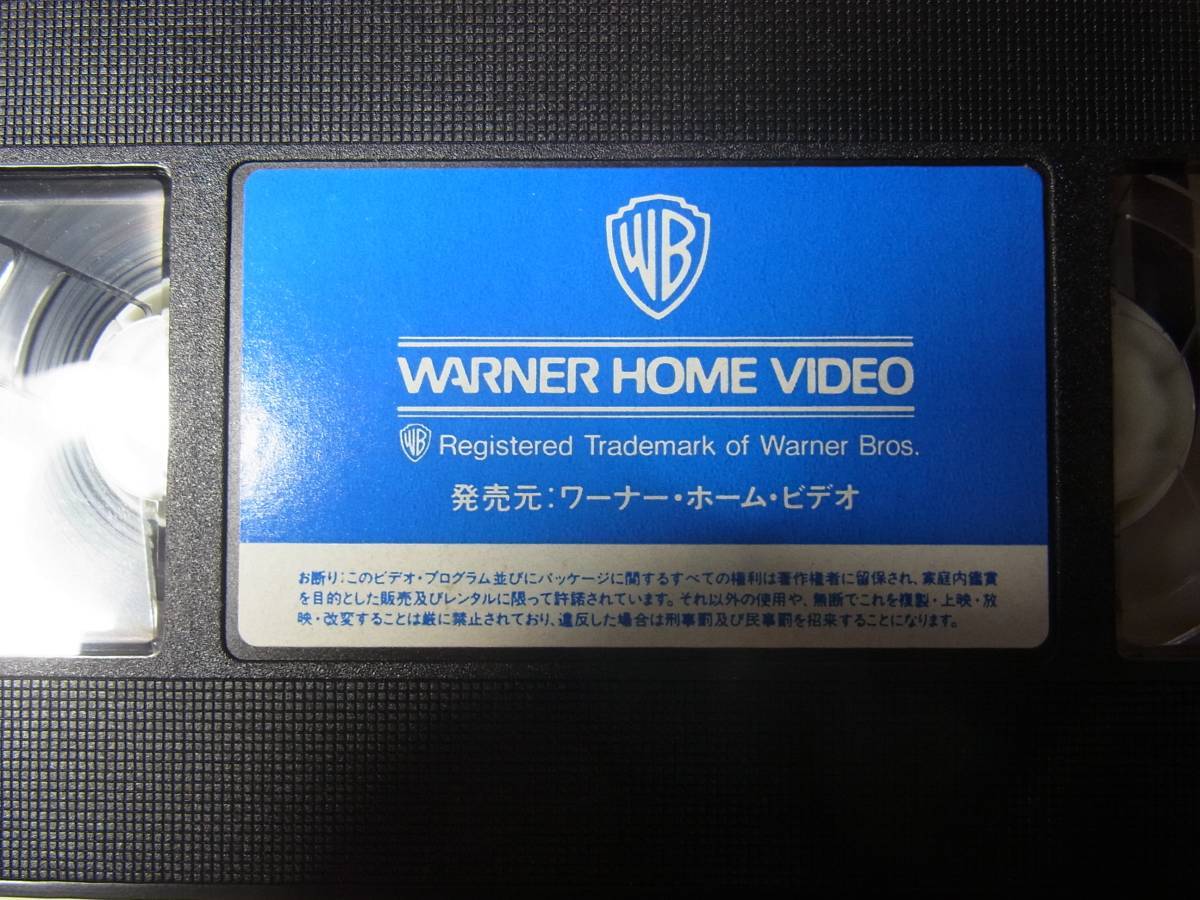 WB
WARNER HOME VIDEO
WB Registered Trademark of Warner Bros.
発売元:ワーナー・ホーム・ビデオ
お断り:このビデオ・プログラム並びにパッケージに関するすべての権利は著作権者に留保され、家庭内鑑賞
を目的とした販売及びレンタルに限って許諾されています。それ以外の使用や、無断でこれを複製・上映・放
映・改変することは厳に禁止されており、違反した場合は刑事罰及び民事罰を招来することになります。